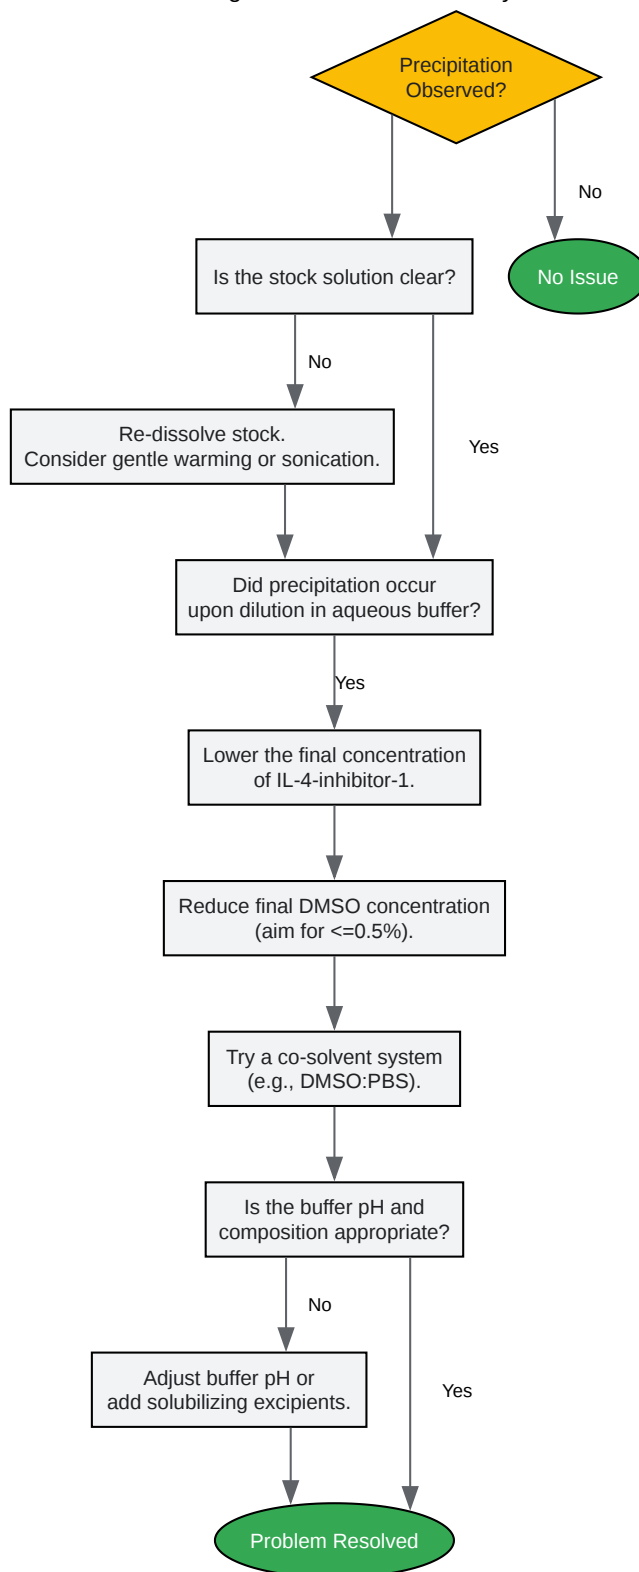 Precipitation
Observed?
No
Is the stock solution clear?
No Issue
No
Re-dissolve stock.
Consider gentle warming or sonication.
Yes
Did precipitation occur
upon dilution in aqueous buffer?
Yes
Lower the final concentration
of IL-4-inhibitor-1.
Reduce final DMSO concentration
(aim for <=0.5%).
Try a co-solvent system
(e.g., DMSO:PBS).
Is the buffer pH and
composition appropriate?
No
Adjust buffer pH or
add solubilizing excipients.
Yes
Problem Resolved